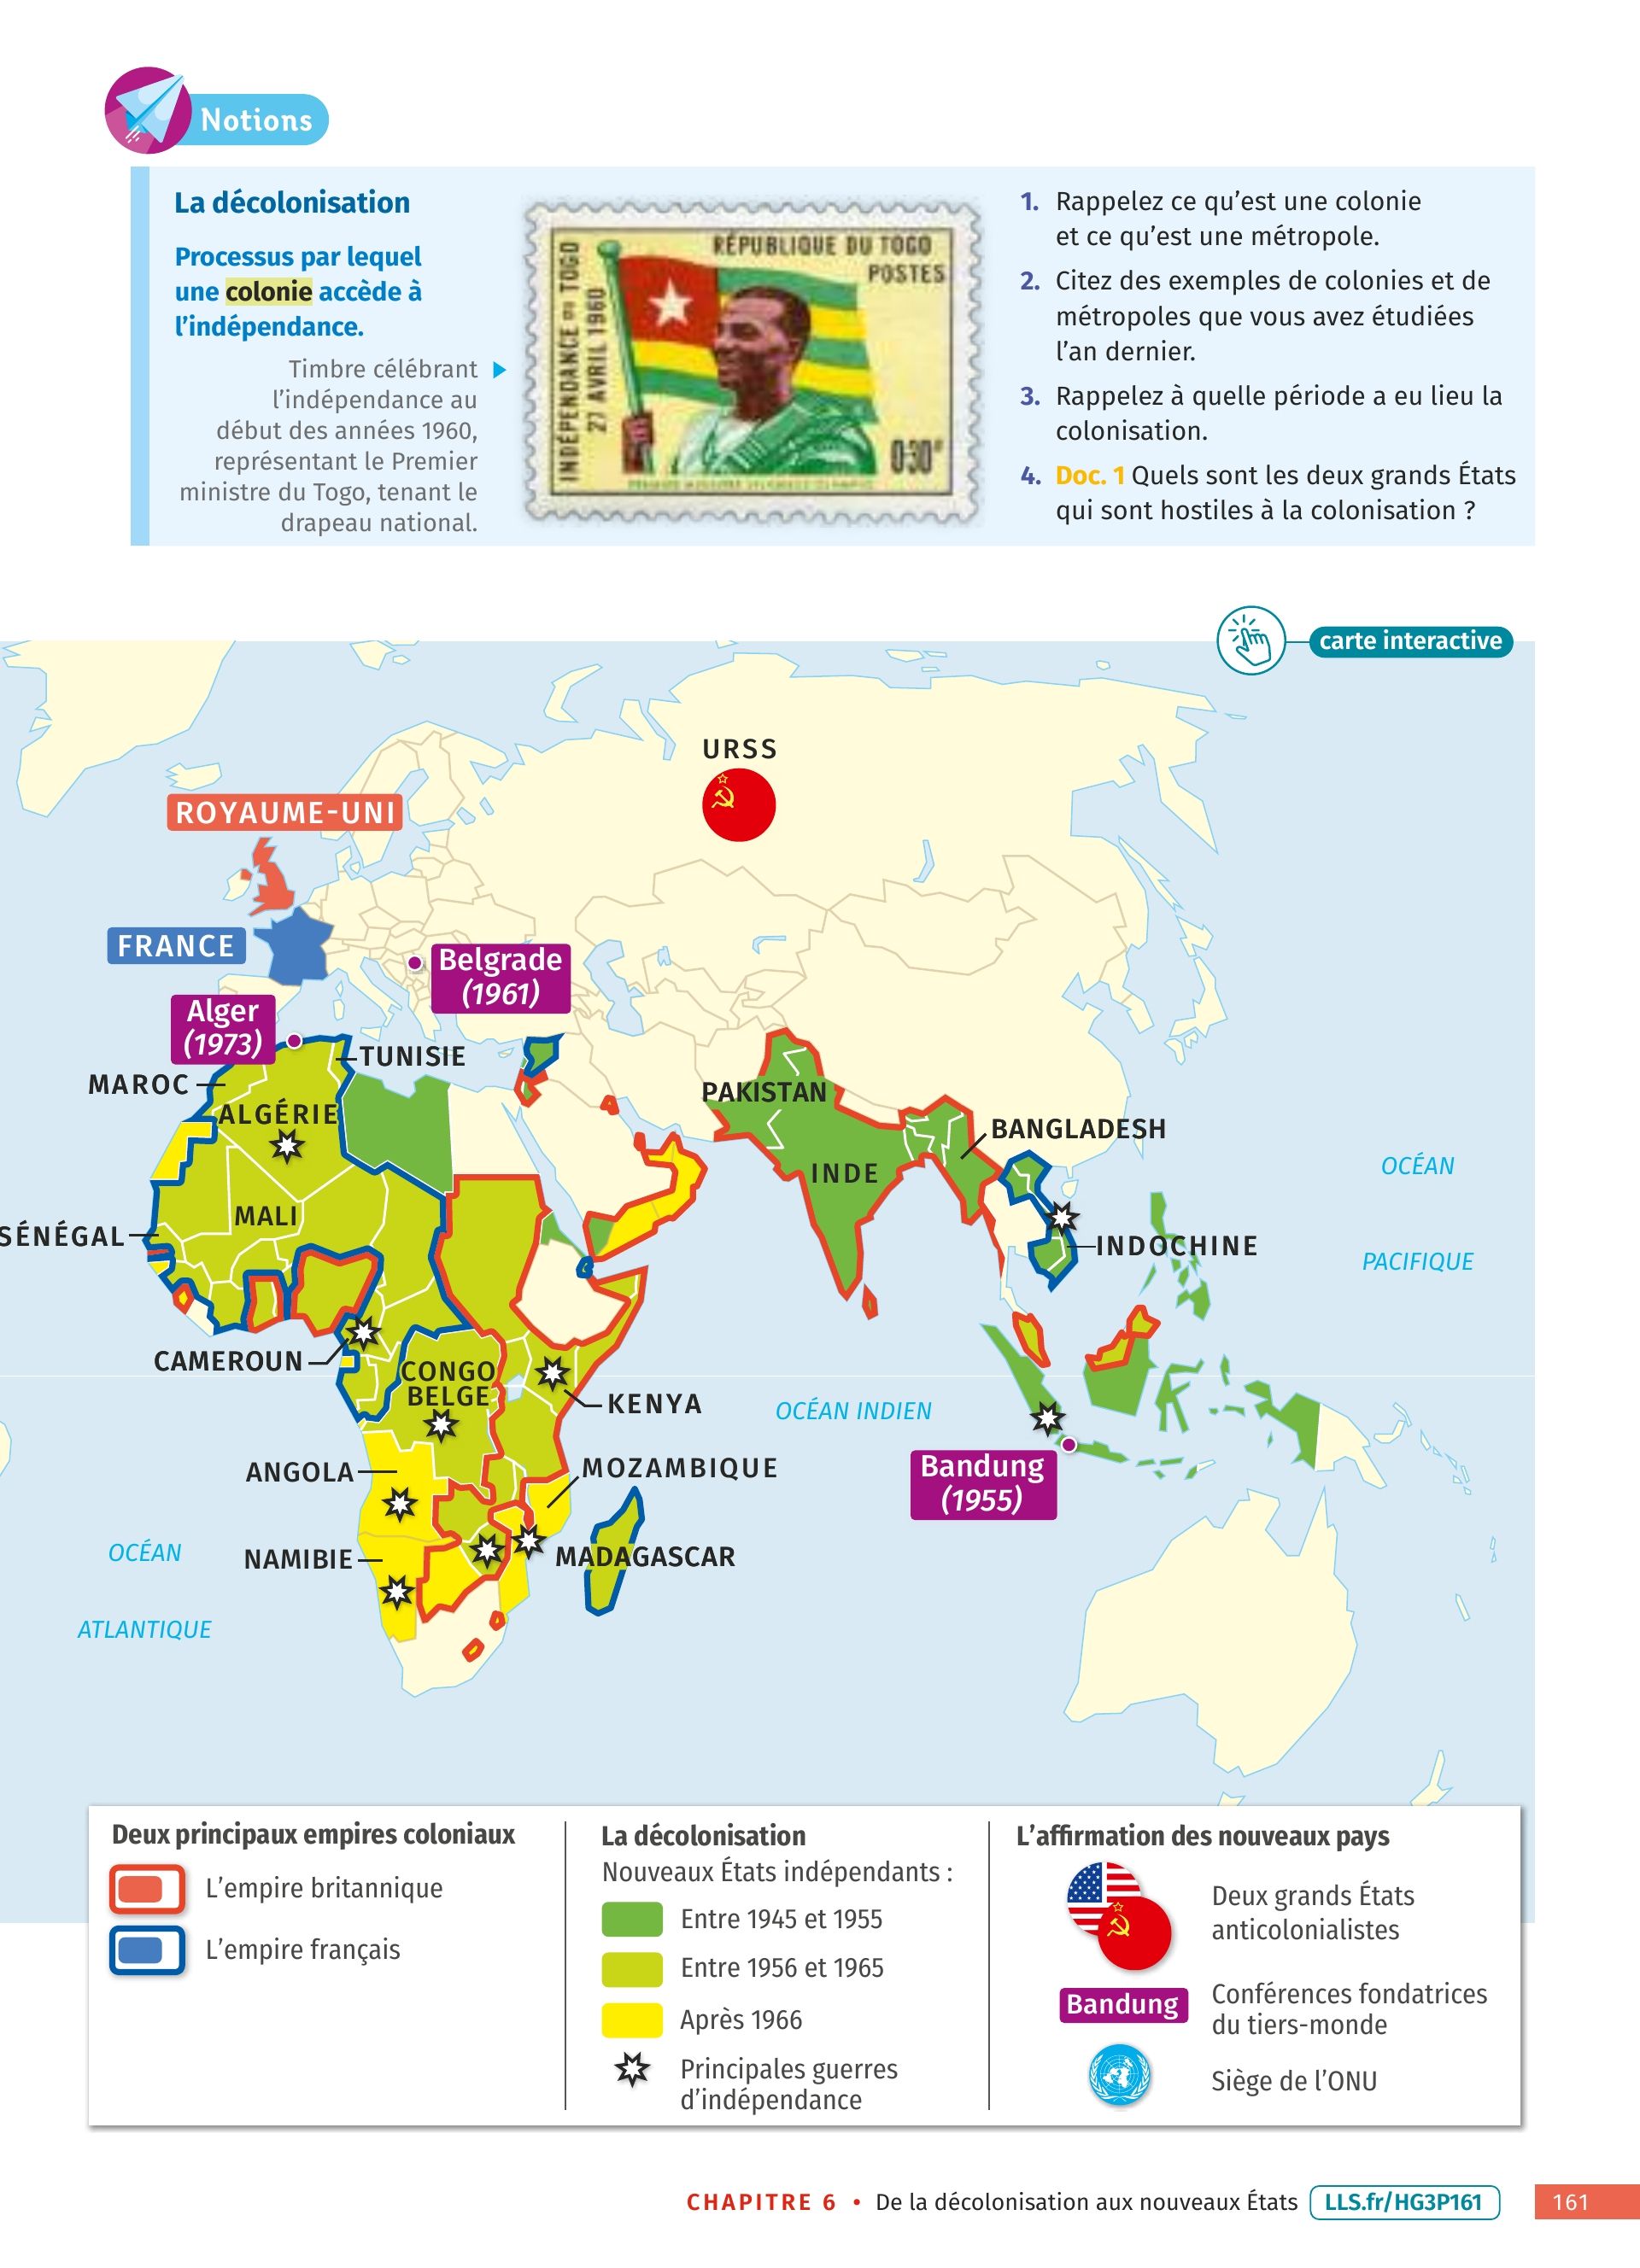 Notions
La décolonisation
Processus par lequel
une colonie accède à
l'indépendance.
Timbre célébrant
l'indépendance au
début des années 1960,
représentant le Premier
ministre du Togo, tenant le
drapeau national.
INDÉPENDANCE DU TOGO
27 AVRIL 1960
RÉPUBLIQUE DU TOGO
POSTES
0·30F
1. Rappelez ce qu'est une colonie
et ce qu'est une métropole.
2. Citez des exemples de colonies et de
métropoles que vous avez étudiées
l'an dernier.
3. Rappelez à quelle période a eu lieu la
colonisation.
4. Doc. 1 Quels sont les deux grands États
qui sont hostiles à la colonisation ?
carte interactive
URSS
ROYAUME-UNI
FRANCE
Belgrade
(1961)
Alger
(1973)
TUNISIE
MAROC
ALGÉRIE
PAKISTAN
BANGLADESH
INDE
OCÉAN
PACIFIQUE
MALI
SÉNÉGAL
INDOCHINE
CAMEROUN
CONGO
BELGE
KENYA
OCÉAN INDIEN
ANGOLA
MOZAMBIQUE
Bandung
(1955)
OCÉAN
ATLANTIQUE
NAMIBIE
MADAGASCAR
Deux principaux empires coloniaux
L'empire britannique
L'empire français
La décolonisation
Nouveaux États indépendants :
Entre 1945 et 1955
Entre 1956 et 1965
Après 1966
Principales guerres
d'indépendance
L'affirmation des nouveaux pays
Deux grands États
anticolonialistes
Bandung
Conférences fondatrices
du tiers-monde
Siège de l'ONU
CHAPITRE 6 • De la décolonisation aux nouveaux États LLS.fr/HG3P161 161